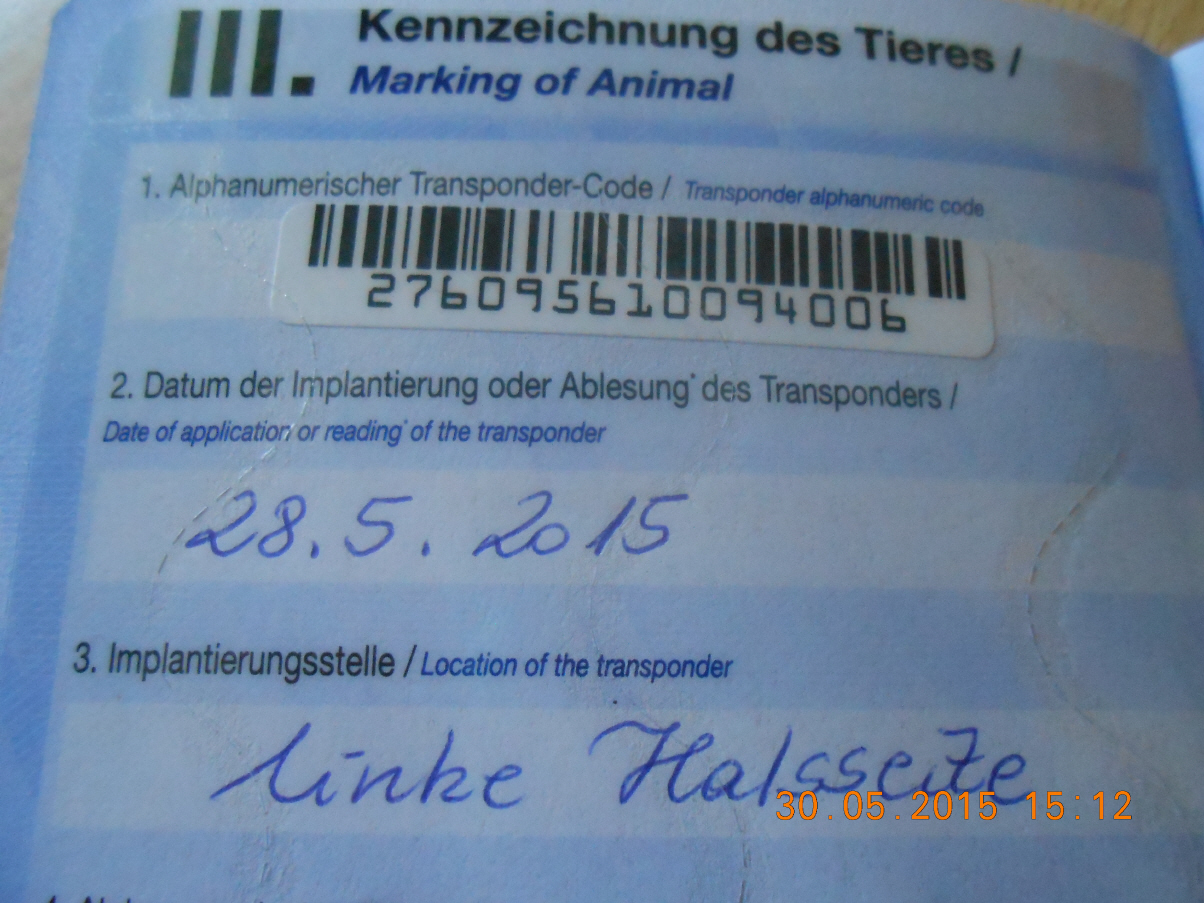 III. Kennzeichnung des Tieres /
Marking of Animal
1. Alphanumerischer Transponder-Code / Transponder alphanumeric code
276095610094006
2. Datum der Implantierung oder Ablesung* des Transponders /
Date of application or reading* of the transponder
28.5.2015
3. Implantierungsstelle / Location of the transponder
linke Halsseite
30.05.2015 15:12